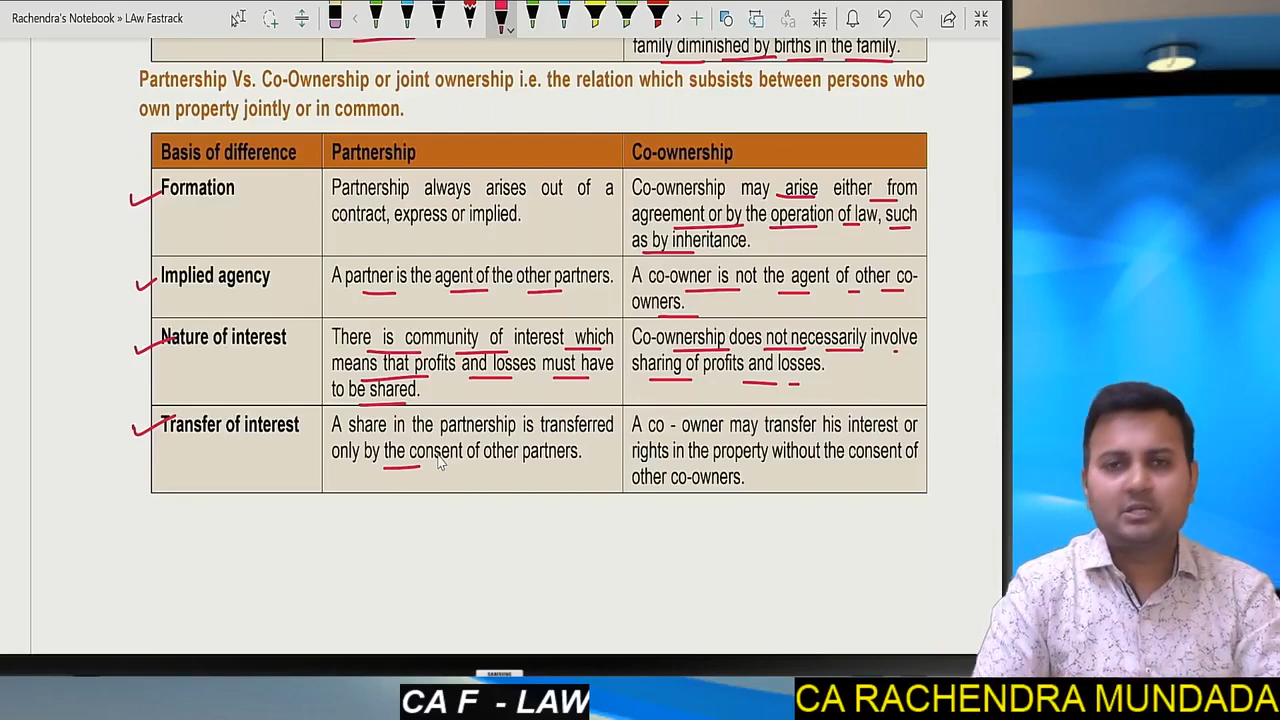 Rachendra's Notebook » LAw Fastrack
family diminished by births in the family.
Partnership Vs. Co-Ownership or joint ownership i.e. the relation which subsists between persons who
own property jointly or in common.
Basis of difference
Partnership
Co-ownership
Formation
Partnership always arises out of a
contract, express or implied.
Co-ownership may arise either from
agreement or by the operation of law, such
as by inheritance.
Implied agency
A partner is the agent of the other partners.
A co-owner is not the agent of other co-
owners.
Nature of interest
There is community of interest which
means that profits and losses must have
to be shared.
Co-ownership does not necessarily involve
sharing of profits and losses.
Transfer of interest
A share in the partnership is transferred
only by the consent of other partners.
A co - owner may transfer his interest or
rights in the property without the consent of
other co-owners.
SAMSUNG
CA F - LAW
CA RACHENDRA MUNDADA